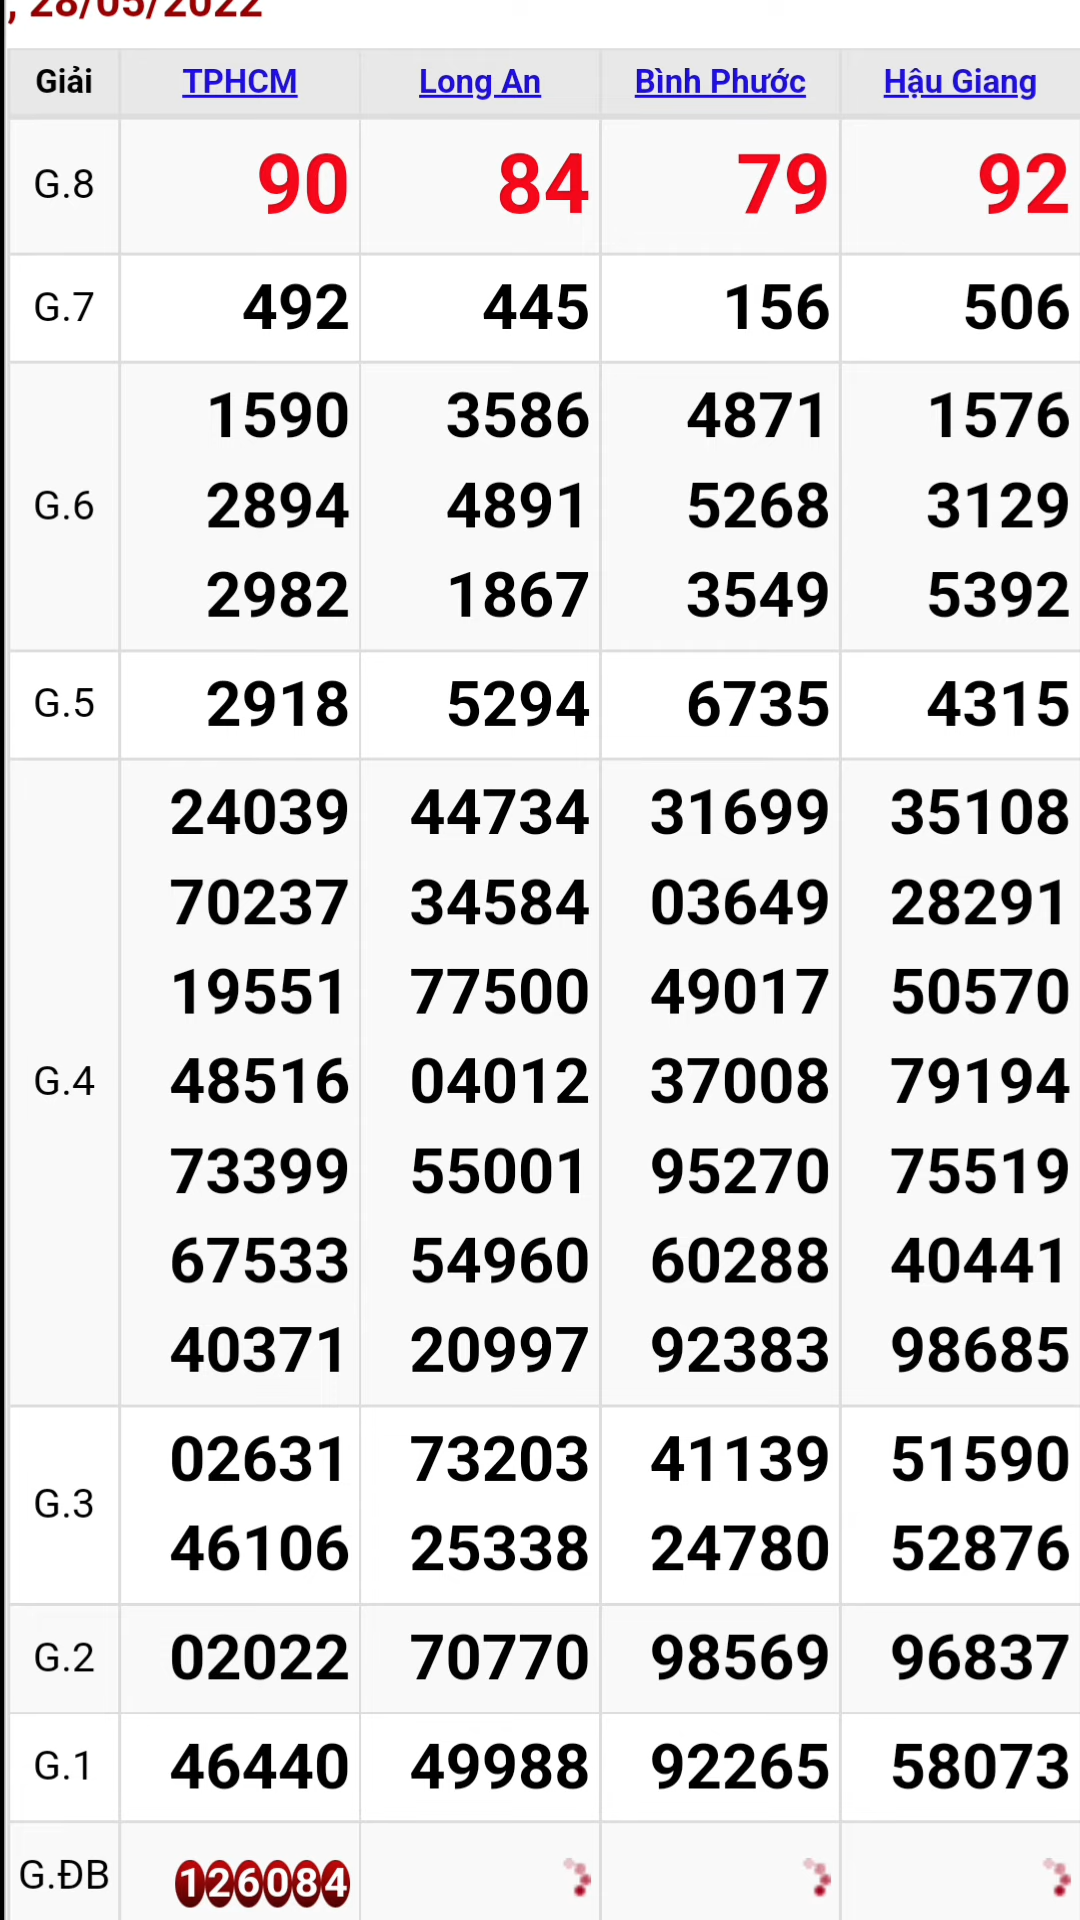 , 28/05/2022
Giải TPHCM Long An Bình Phước Hậu Giang
G.8 90 84 79 92
G.7 492 445 156 506
1590 3586 4871 1576
G.6 2894 4891 5268 3129
2982 1867 3549 5392
G.5 2918 5294 6735 4315
24039 44734 31699 35108
70237 34584 03649 28291
19551 77500 49017 50570
G.4 48516 04012 37008 79194
73399 55001 95270 75519
67533 54960 60288 40441
40371 20997 92383 98685
02631 73203 41139 51590
G.3
46106 25338 24780 52876
G.2 02022 70770 98569 96837
G.1 46440 49988 92265 58073
G.ĐB 126084